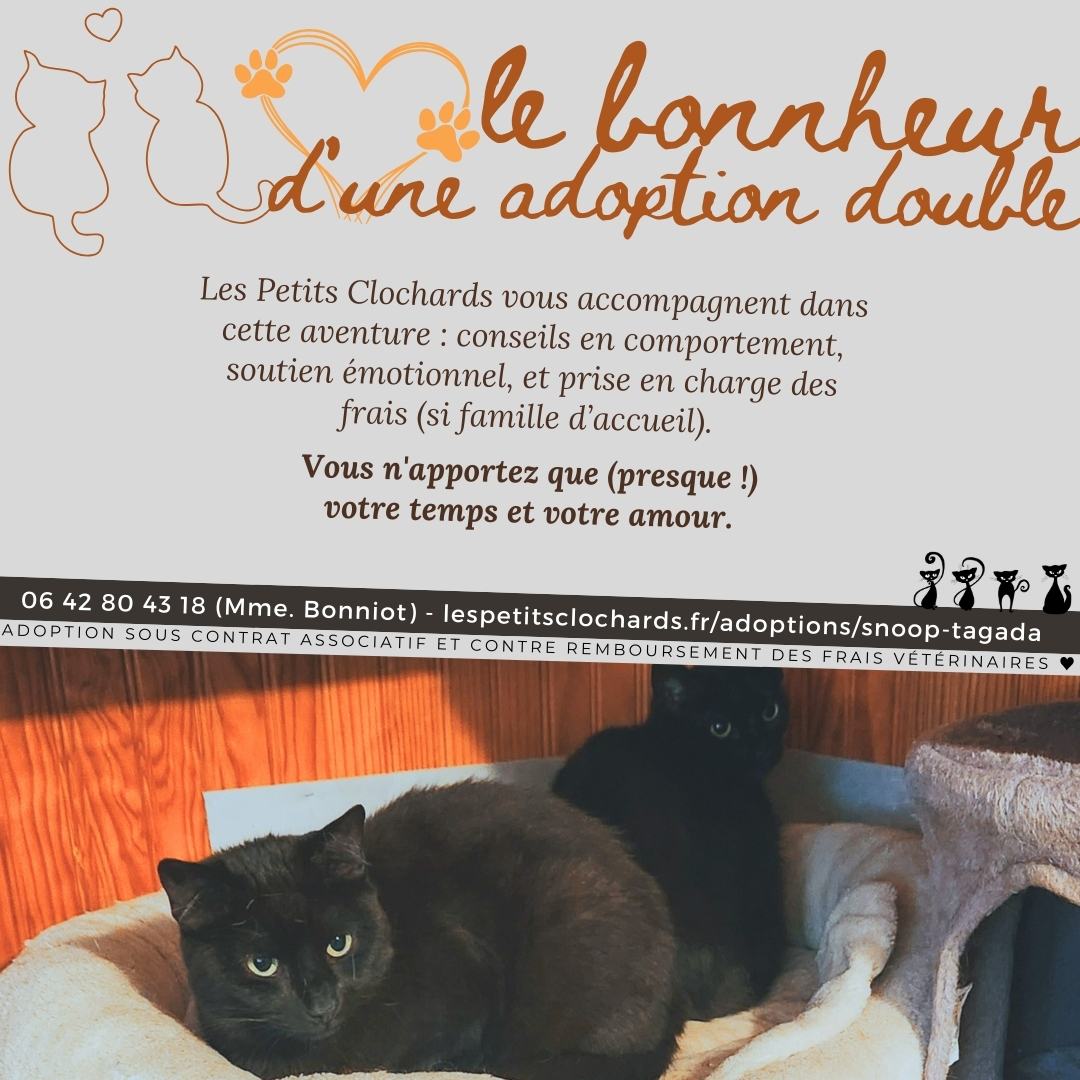 le bonnheur
d'une adoption double
Les Petits Clochards vous accompagnent dans
cette aventure : conseils en comportement,
soutien émotionnel, et prise en charge des
frais (si famille d’accueil).
Vous n'apportez que (presque !)
votre temps et votre amour.
06 42 80 43 18 (Mme. Bonniot) - lespetitsclochards.fr/adoptions/snoop-tagada
ADOPTION SOUS CONTRAT ASSOCIATIF ET CONTRE REMBOURSEMENT DES FRAIS VÉTÉRINAIRES ♥